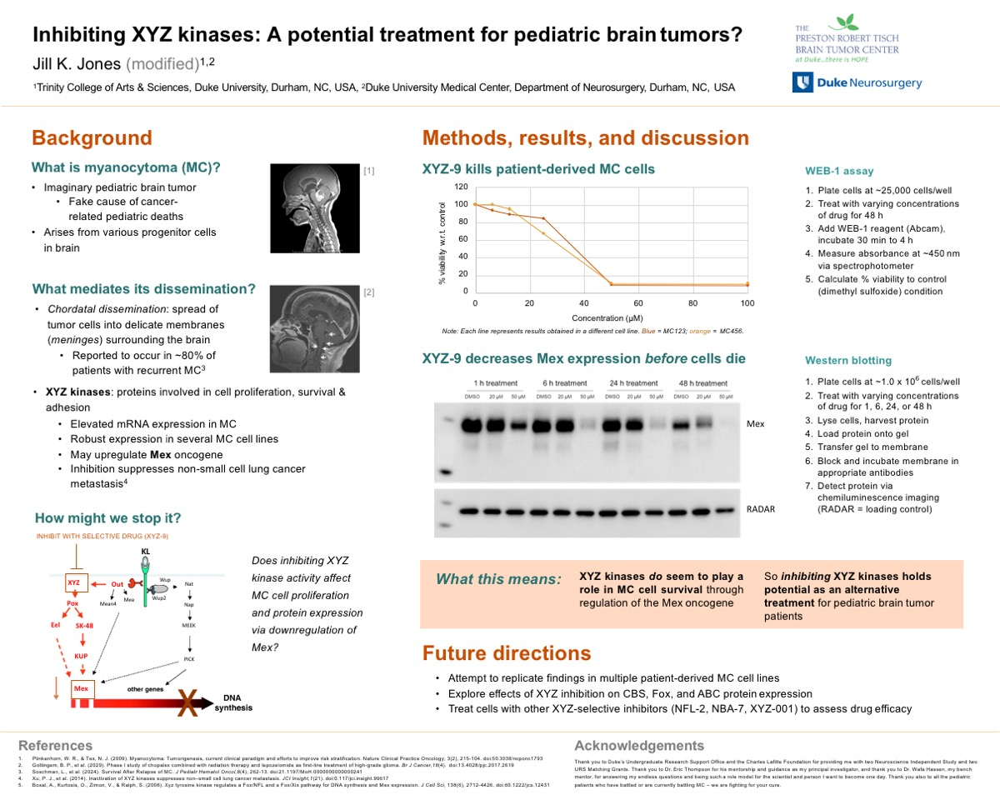 Inhibiting XYZ kinases: A potential treatment for pediatric brain tumors?
Jill K. Jones (modified)1,2
1Trinity College of Arts & Sciences, Duke University, Durham, NC, USA, 2Duke University Medical Center, Department of Neurosurgery, Durham, NC, USA
THE
PRESTON ROBERT TISCH
BRAIN TUMOR CENTER
at Duke...there is HOPE
Duke Neurosurgery
Background
What is myanocytoma (MC)?
• Imaginary pediatric brain tumor
• Fake cause of cancer-
related pediatric deaths
• Arises from various progenitor cells
in brain
[1]
What mediates its dissemination?
• Chordatal dissemination: spread of
tumor cells into delicate membranes
(meninges) surrounding the brain
• Reported to occur in ~80% of
patients with recurrent MC3
[2]
• XYZ kinases: proteins involved in cell proliferation, survival &
adhesion
• Elevated mRNA expression in MC
• Robust expression in several MC cell lines
• May upregulate Mex oncogene
• Inhibition suppresses non-small cell lung cancer
metastasis4
How might we stop it?
INHIBIT WITH SELECTIVE DRUG (XYZ-9)
KL
XYZ
Out
Wup
Nat
Mea
Wup2
Pox
Mean4
Nap
Eel
SK-48
MEEK
KUP
PICK
Mex
other genes
X
DNA
synthesis
Does inhibiting XYZ
kinase activity affect
MC cell proliferation
and protein expression
via downregulation of
Mex?
Methods, results, and discussion
XYZ-9 kills patient-derived MC cells
% viability w.r.t. control
120
100
80
60
40
20
0
0 20 40 60 80 100
Concentration (µM)
Note: Each line represents results obtained in a different cell line. Blue = MC123; orange = MC456.
WEB-1 assay
1. Plate cells at ~25,000 cells/well
2. Treat with varying concentrations
of drug for 48 h
3. Add WEB-1 reagent (Abcam),
incubate 30 min to 4 h
4. Measure absorbance at ~450 nm
via spectrophotometer
5. Calculate % viability to control
(dimethyl sulfoxide) condition
XYZ-9 decreases Mex expression before cells die
1 h treatment 6 h treatment 24 h treatment 48 h treatment
DMSO 20 µM 50 µM DMSO 20 µM 50 µM DMSO 20 µM 50 µM DMSO 20 µM 50 µM
Mex
RADAR
Western blotting
1. Plate cells at ~1.0 x 106 cells/well
2. Treat with varying concentrations
of drug for 1, 6, 24, or 48 h
3. Lyse cells, harvest protein
4. Load protein onto gel
5. Transfer gel to membrane
6. Block and incubate membrane in
appropriate antibodies
7. Detect protein via
chemiluminescence imaging
(RADAR = loading control)
What this means:
XYZ kinases do seem to play a
role in MC cell survival through
regulation of the Mex oncogene
So inhibiting XYZ kinases holds
potential as an alternative
treatment for pediatric brain tumor
patients
Future directions
• Attempt to replicate findings in multiple patient-derived MC cell lines
• Explore effects of XYZ inhibition on CBS, Fox, and ABC protein expression
• Treat cells with other XYZ-selective inhibitors (NFL-2, NBA-7, XYZ-001) to assess drug efficacy
References
1. Plinkenhorn, W. R., & Tex, N. J. (2009). Myanocytoma: Tumorigenesis, current clinical paradigm and efforts to improve risk stratification. Nature Clinical Practice Oncology, 3(2), 215-104. doi:50.3038/noponc1793
2. Gottingem, B. P., et al. (2029). Phase I study of chopalex combined with radiation therapy and lepozolomids as first-line treatment of high-grade glioma. Br J Cancer,18(4). doi:13.4028/pjc.2017.2619
3. Soschman, L., et al. (2024). Survival After Relapse of MC. J Pediatr Hematol Oncol,8(4), 262-13. doi:21.1197/MoH.0000000000000241
4. Xu, P. J., et al. (2014). Inactivation of XYZ kinases suppresses non–small cell lung cancer metastasis. JCI Insight,1(21). doi:0.117/jci.insight.99617
5. Boxal, A., Kurtosis, O., Zimon, V., & Ralph, S. (2006). Xyz tyrosine kinase regulates a Fox/NFL and a Fox/Xis pathway for DNA synthesis and Mex expression. J Cell Sci, 138(6), 2712-4426. doi:60.1222/jca.12431
Acknowledgements
Thank you to Duke's Undergraduate Research Support Office and the Charles Lafitte Foundation for providing me with two Neuroscience Independent Study and two
URS Matching Grants. Thank you to Dr. Eric Thompson for his mentorship and guidance as my principal investigator, and thank you to Dr. Wafa Hassen, my bench
mentor, for answering my endless questions and being such a role model for the scientist and person I want to become one day. Thank you also to all the pediatric
patients who have battled or are currently battling MC – we are fighting for your cure.